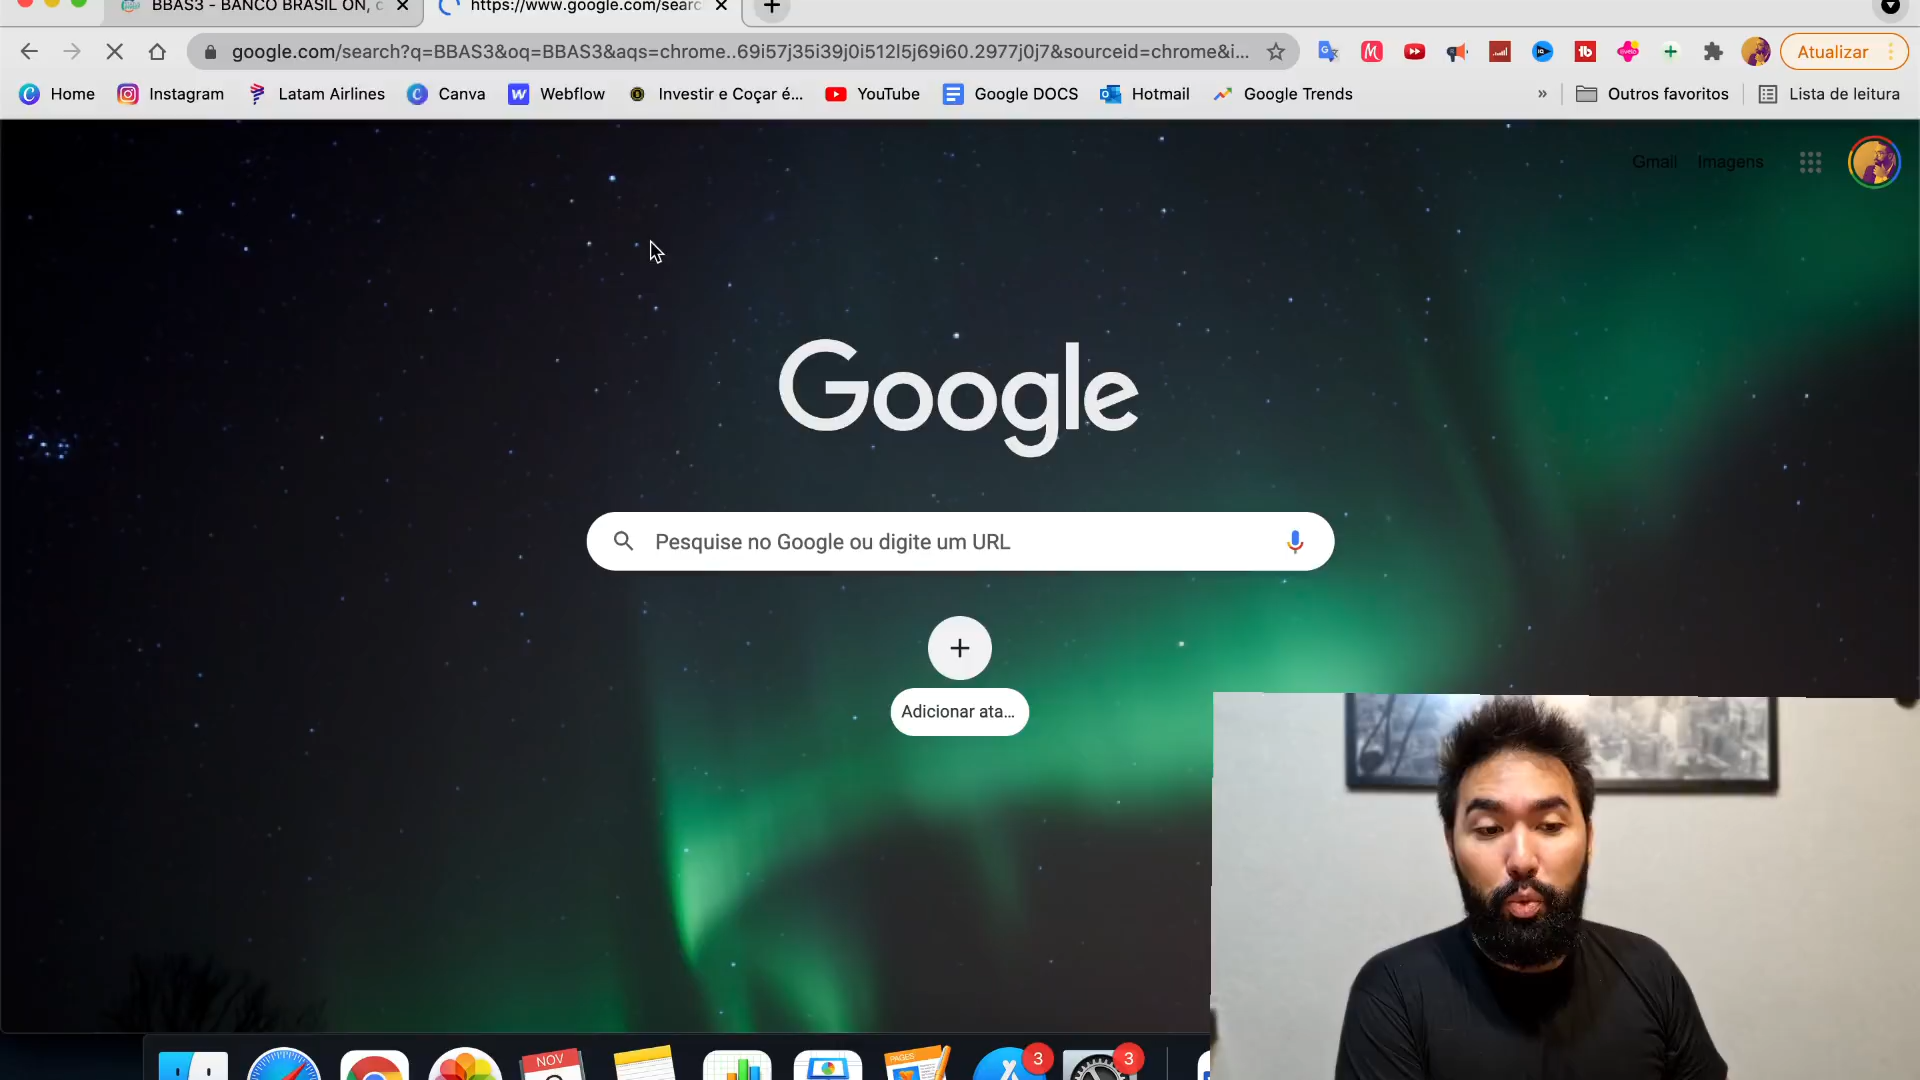 BBAS3 - BANCO BRASIL ON, c
https://www.google.com/searc
google.com/search?q=BBAS3&oq=BBAS3&aqs=chrome..69i57j35i39j0i512l5j69i60.2977j0j7&sourceid=chrome&i...
Atualizar
Home
Instagram
Latam Airlines
Canva
Webflow
Investir e Coçar é...
YouTube
Google DOCS
Hotmail
Google Trends
»
Outros favoritos
Lista de leitura
Gmail
Imagens
Google
Pesquise no Google ou digite um URL
Adicionar ata...
NOV
PAGES
3
3